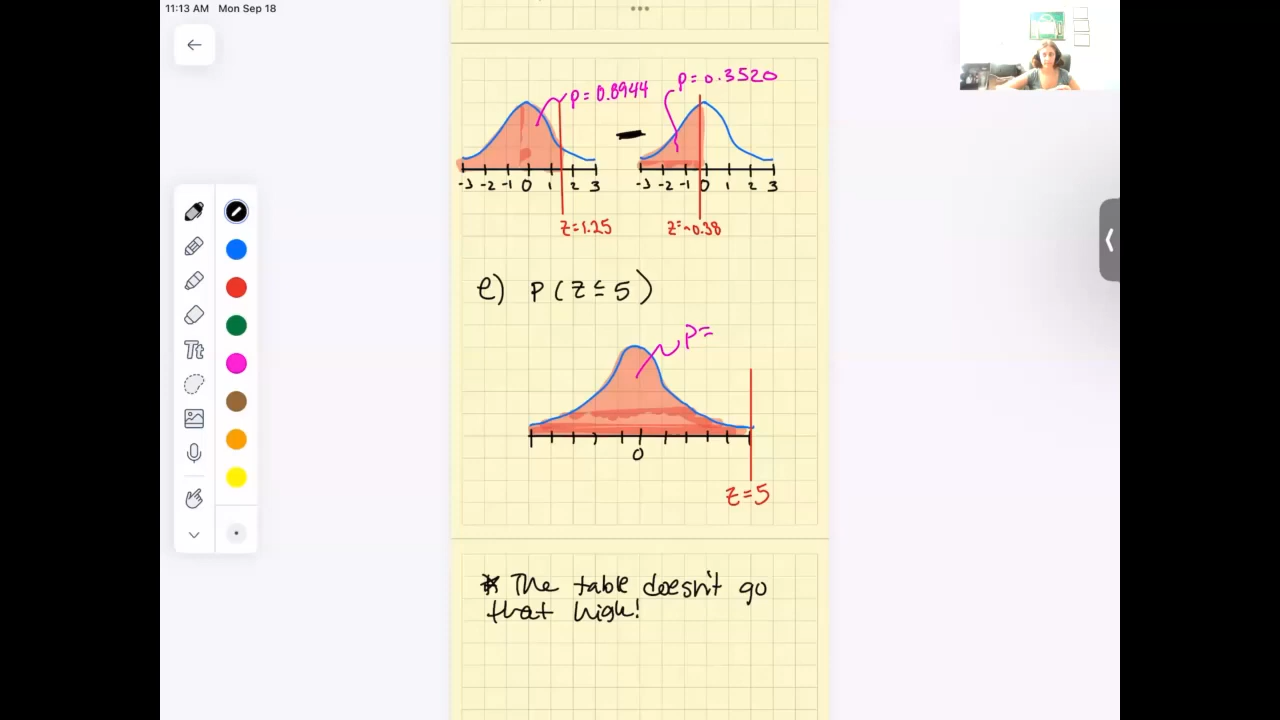 11:13 AM Mon Sep 18
P = 0.8944
P = 0.3520
-3 -2 -1 0 1 2 3
-3 -2 -1 0 1 2 3
Z = 1.25
Z = -0.38
e) P ( Z ≤ 5 )
P =
0
Z = 5
Tt
* The table doesn't go
that high!